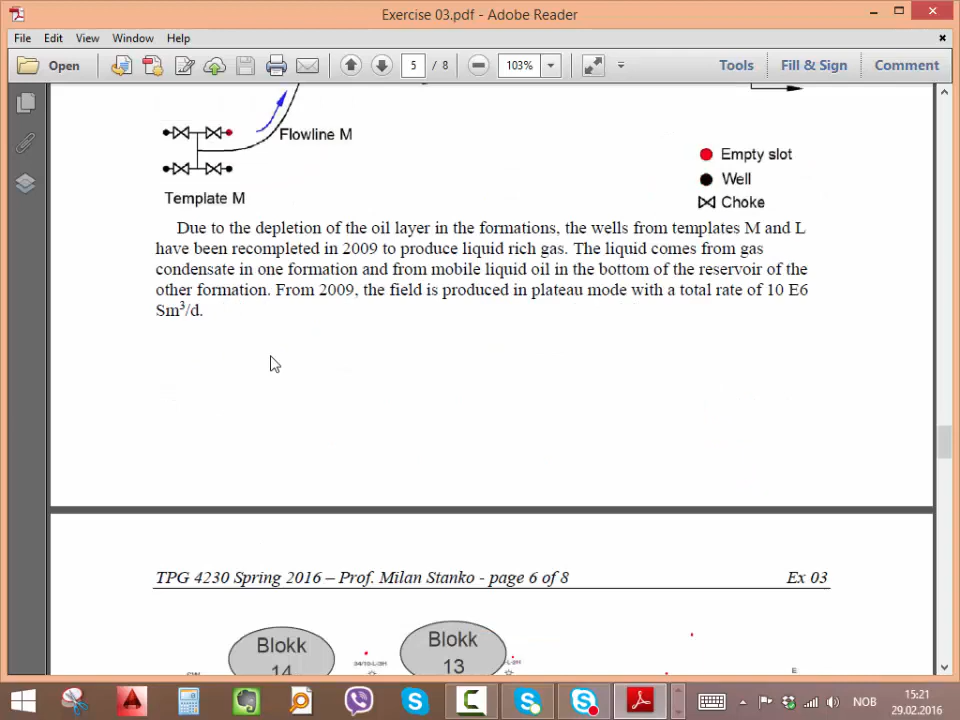 Exercise 03.pdf - Adobe Reader
File Edit View Window Help
Open 5 / 8 103% Tools Fill & Sign Comment
Flowline M
Template M
Empty slot
Well
Choke
Due to the depletion of the oil layer in the formations, the wells from templates M and L
have been recompleted in 2009 to produce liquid rich gas. The liquid comes from gas
condensate in one formation and from mobile liquid oil in the bottom of the reservoir of the
other formation. From 2009, the field is produced in plateau mode with a total rate of 10 E6
Sm³/d.
TPG 4230 Spring 2016 – Prof. Milan Stanko - page 6 of 8 Ex 03
Blokk
14
Blokk
13
E
NOB
15:21
29.02.2016